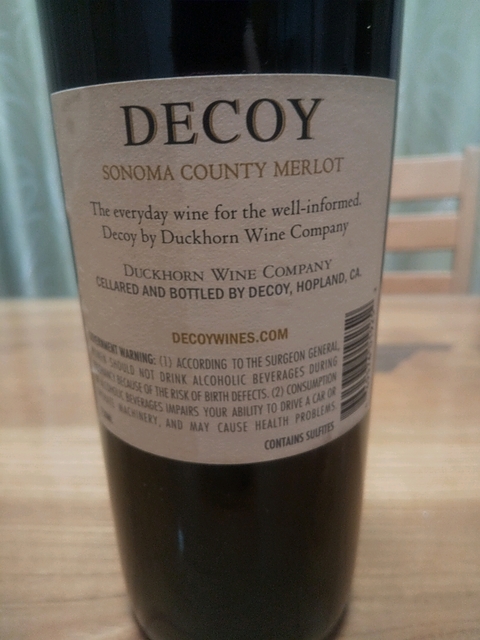 DECOY
SONOMA COUNTY MERLOT
The everyday wine for the well-informed.
Decoy by Duckhorn Wine Company
DUCKHORN WINE COMPANY
CELLARED AND BOTTLED BY DECOY, HOPLAND, CA.
DECOYWINES.COM
WARNING: (1) ACCORDING TO THE SURGEON GENERAL,
SHOULD NOT DRINK ALCOHOLIC BEVERAGES DURING
BECAUSE OF THE RISK OF BIRTH DEFECTS. (2) CONSUMPTION
BEVERAGES IMPAIRS YOUR ABILITY TO DRIVE A CAR OR
MACHINERY, AND MAY CAUSE HEALTH PROBLEMS
CONTAINS SULFITES